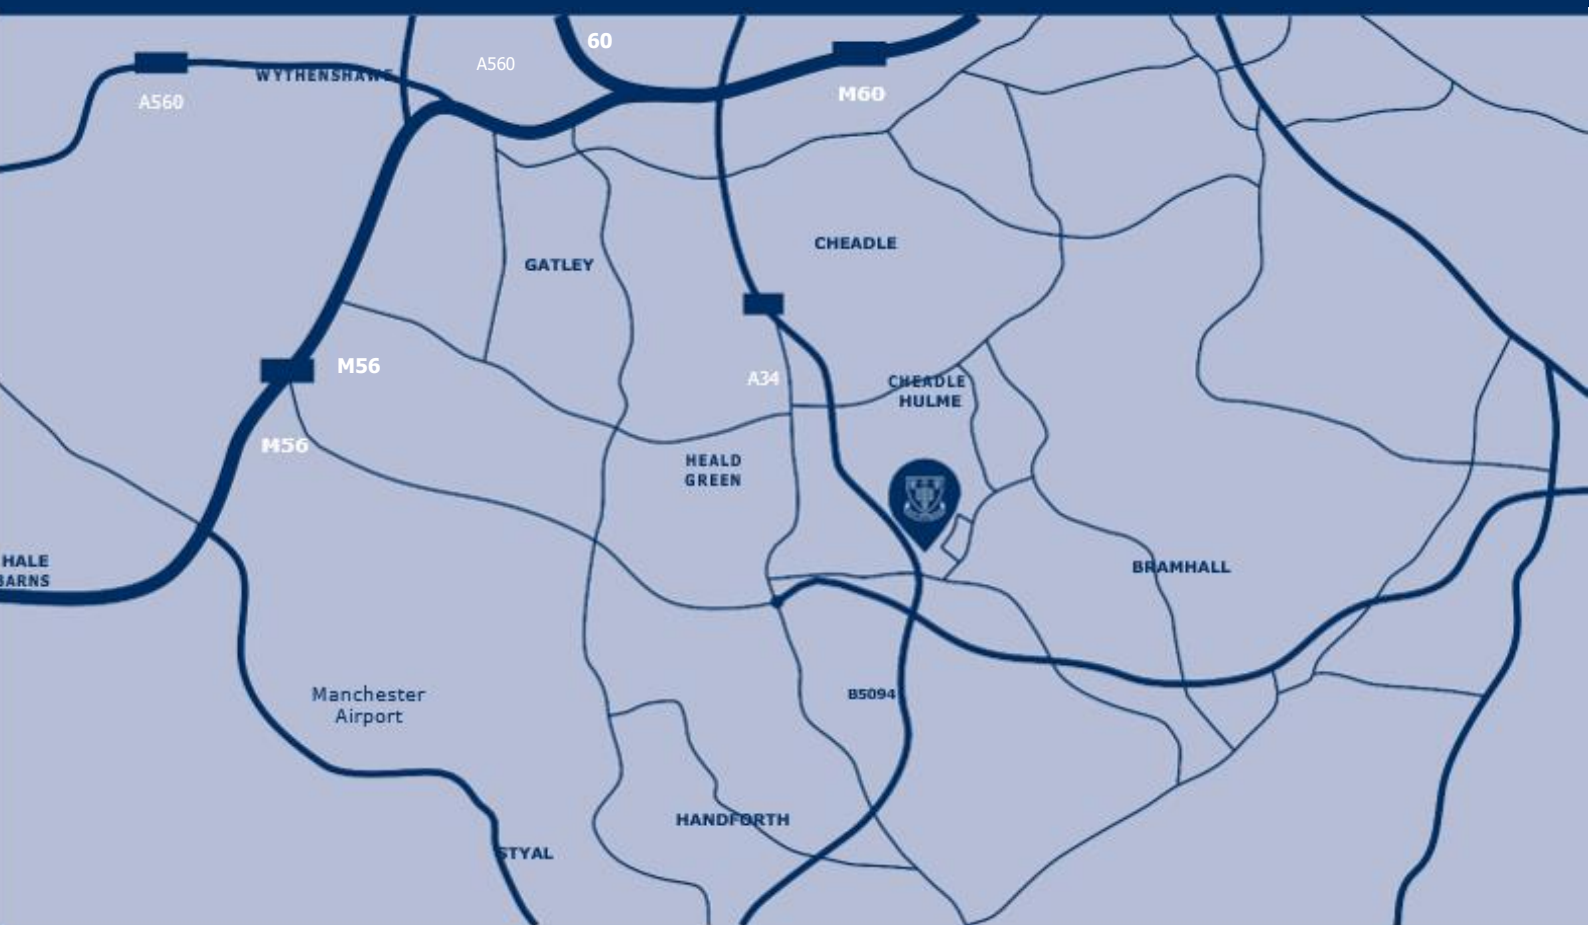 60
A560
WYTHENSHAWE
A560
M60
CHEADLE
GATLEY
M56
A34
CHEADLE
HULME
M56
HEALD
GREEN
HALE
BARNS
BRAMHALL
Manchester
Airport
B5094
HANDFORTH
STYAL